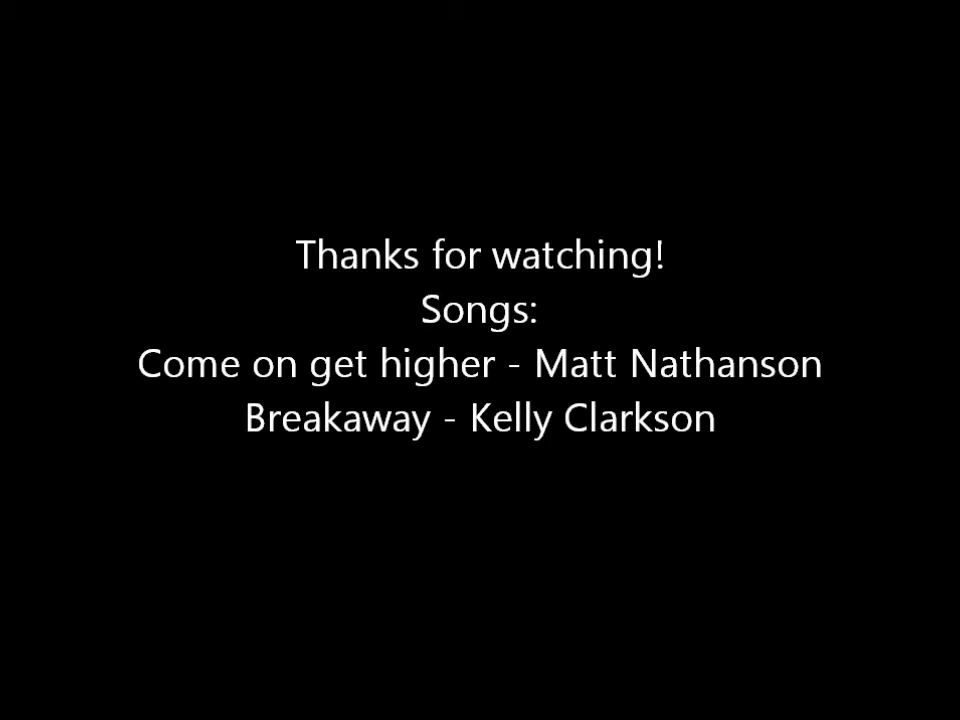 Thanks for watching!
Songs:
Come on get higher - Matt Nathanson
Breakaway - Kelly Clarkson